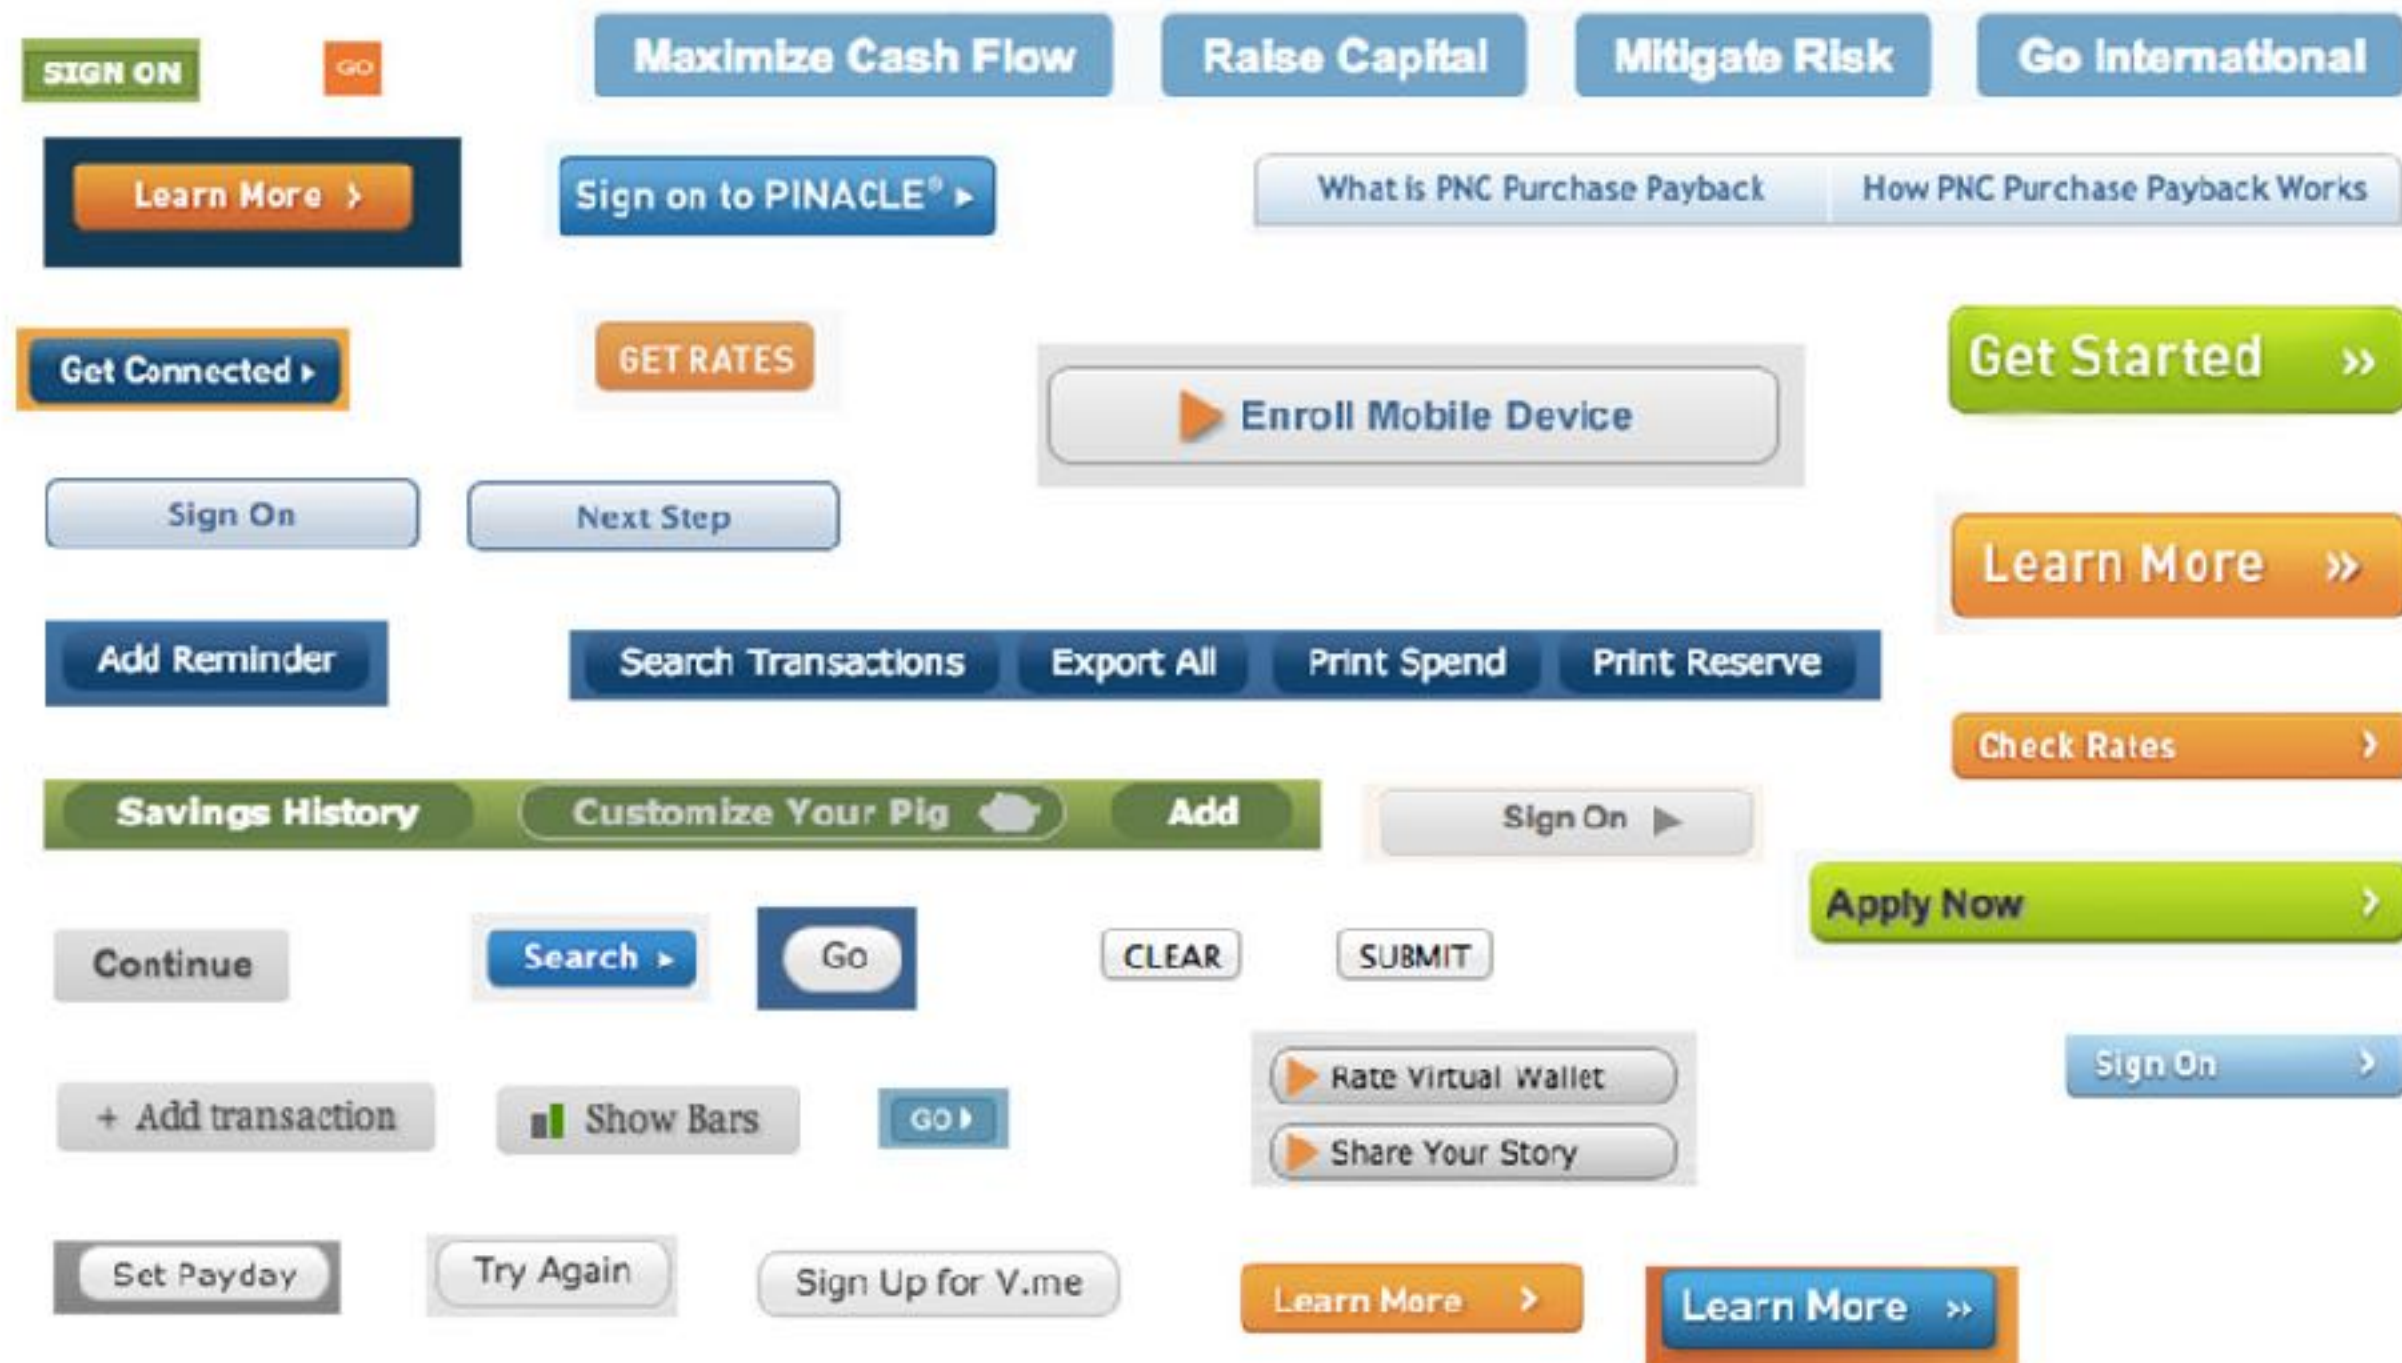 SIGN ON
GO
Maximize Cash Flow
Raise Capital
Mitigate Risk
Go International
Learn More
Sign on to PINACLE®
What is PNC Purchase Payback
How PNC Purchase Payback Works
Get Connected
GET RATES
Enroll Mobile Device
Get Started
Sign On
Next Step
Learn More
Add Reminder
Search Transactions
Export All
Print Spend
Print Reserve
Check Rates
Savings History
Customize Your Pig
Add
Sign On
Apply Now
Continue
Search
Go
CLEAR
SUBMIT
Sign On
+ Add transaction
Show Bars
GO
Rate Virtual Wallet
Share Your Story
Set Payday
Try Again
Sign Up for V.me
Learn More
Learn More